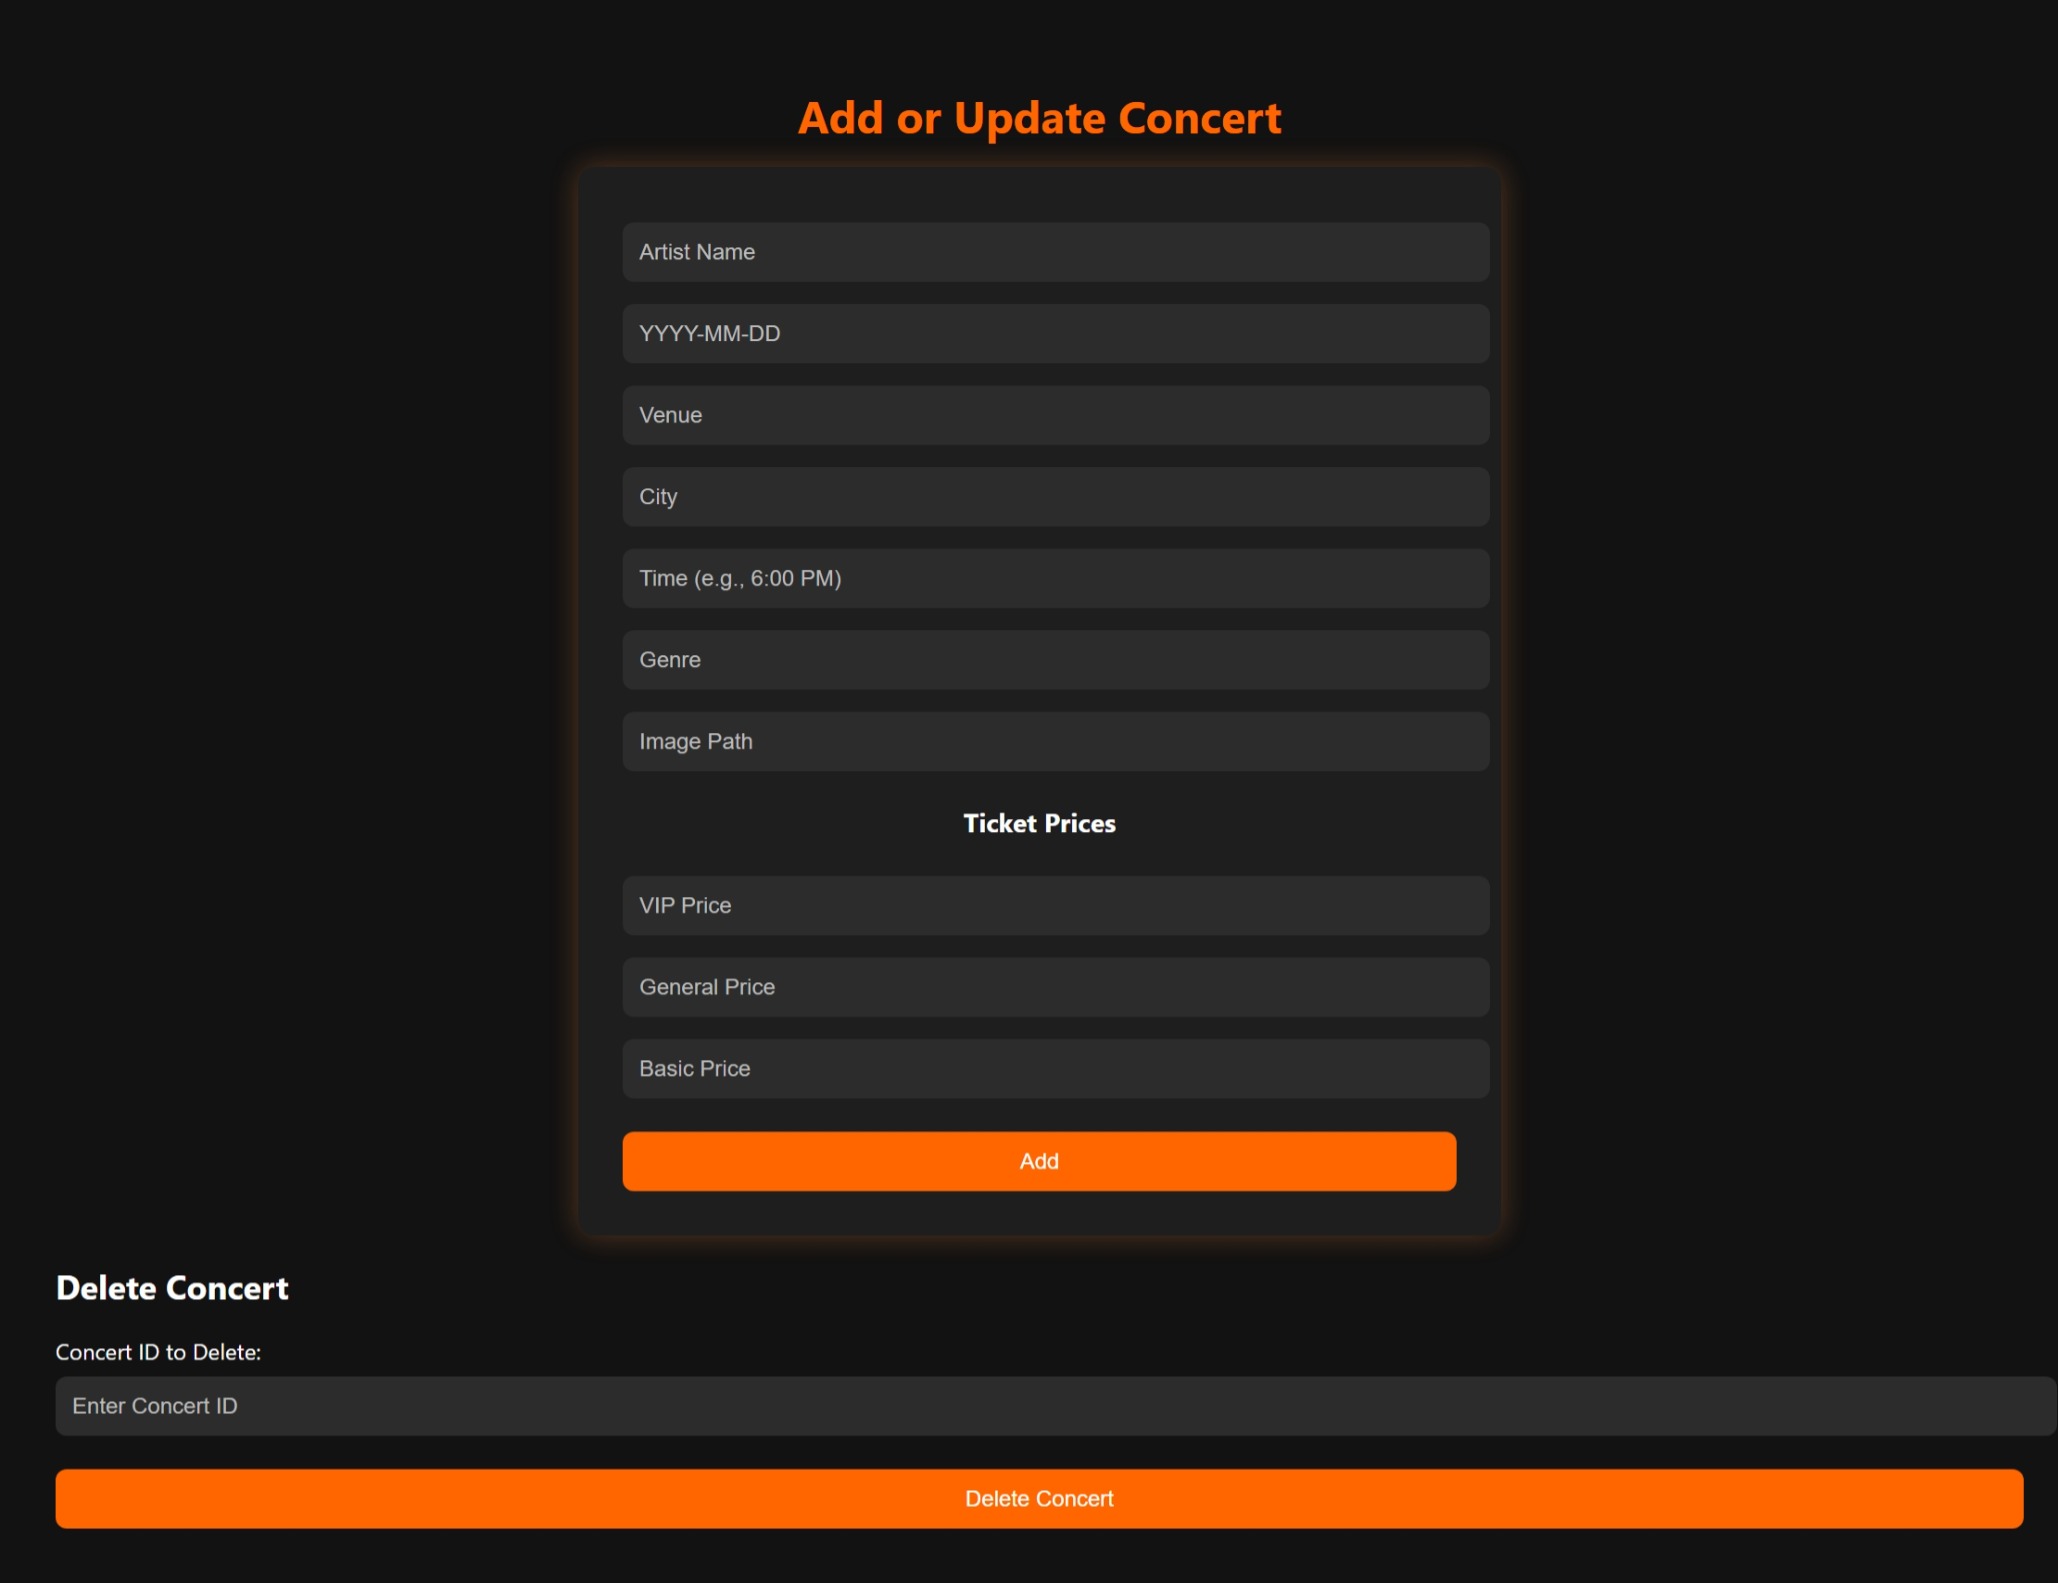 Add or Update Concert
Artist Name
YYYY-MM-DD
Venue
City
Time (e.g., 6:00 PM)
Genre
Image Path
Ticket Prices
VIP Price
General Price
Basic Price
Add
Delete Concert
Concert ID to Delete:
Enter Concert ID
Delete Concert